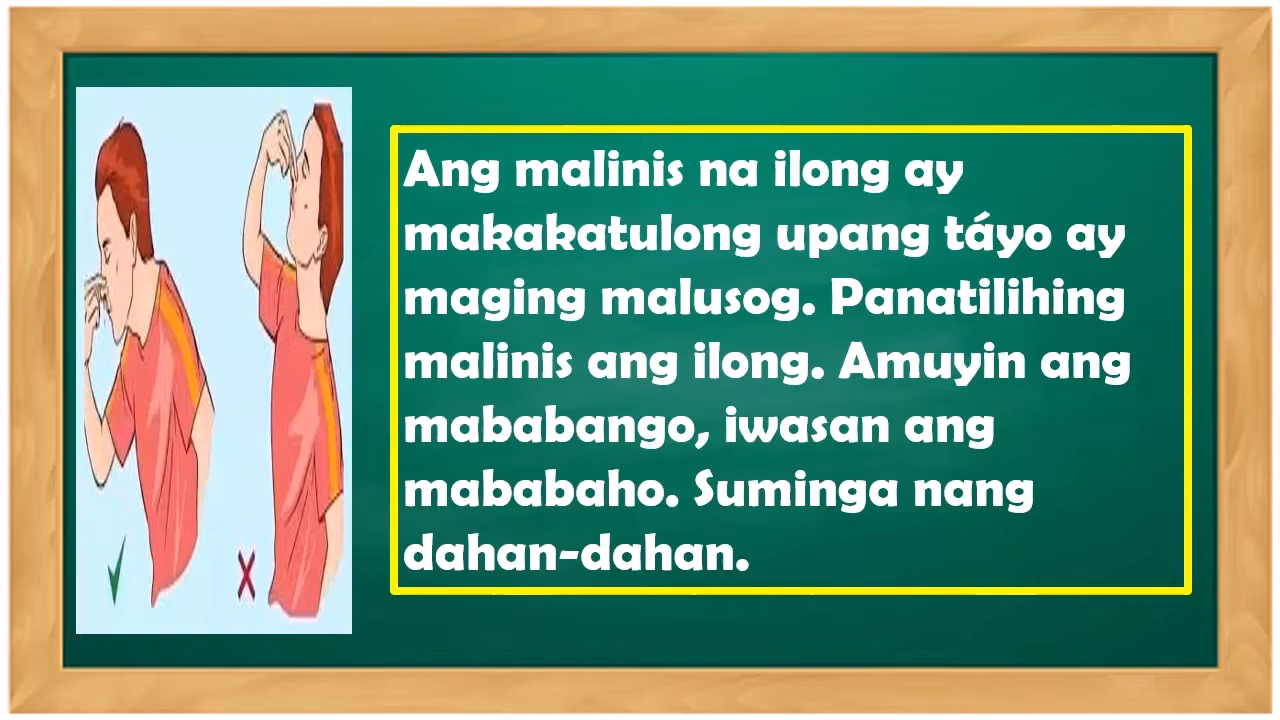 Ang malinis na ilong ay
makakatulong upang táyo ay
maging malusog. Panatilihing
malinis ang ilong. Amuyin ang
mababango, iwasan ang
mababaho. Suminga nang
dahan-dahan.